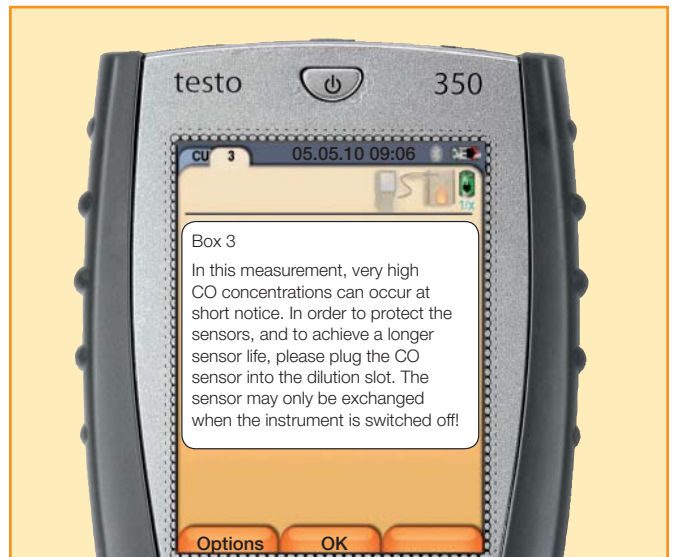 testo 350
CU 3 05.05.10 09:06
1/x
Box 3
In this measurement, very high
CO concentrations can occur at
short notice. In order to protect the
sensors, and to achieve a longer
sensor life, please plug the CO
sensor into the dilution slot. The
sensor may only be exchanged
when the instrument is switched off!
Options OK